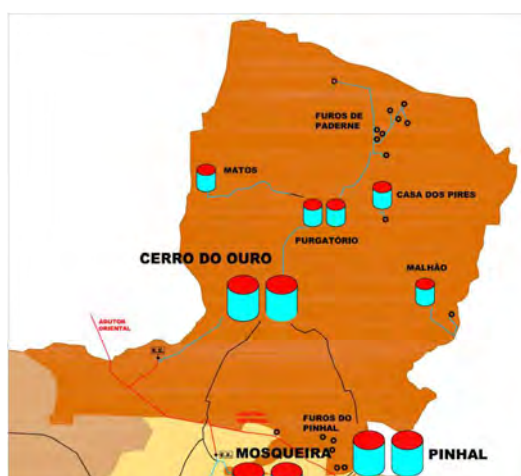 FUROS DE
PADERNE
MATOS
CASA DOS PIRES
PURGATÓRIO
CERRO DO OURO
MALHÃO
ADUTOR
ORIENTAL
FUROS DO
PINHAL
MOSQUEIRA
PINHAL